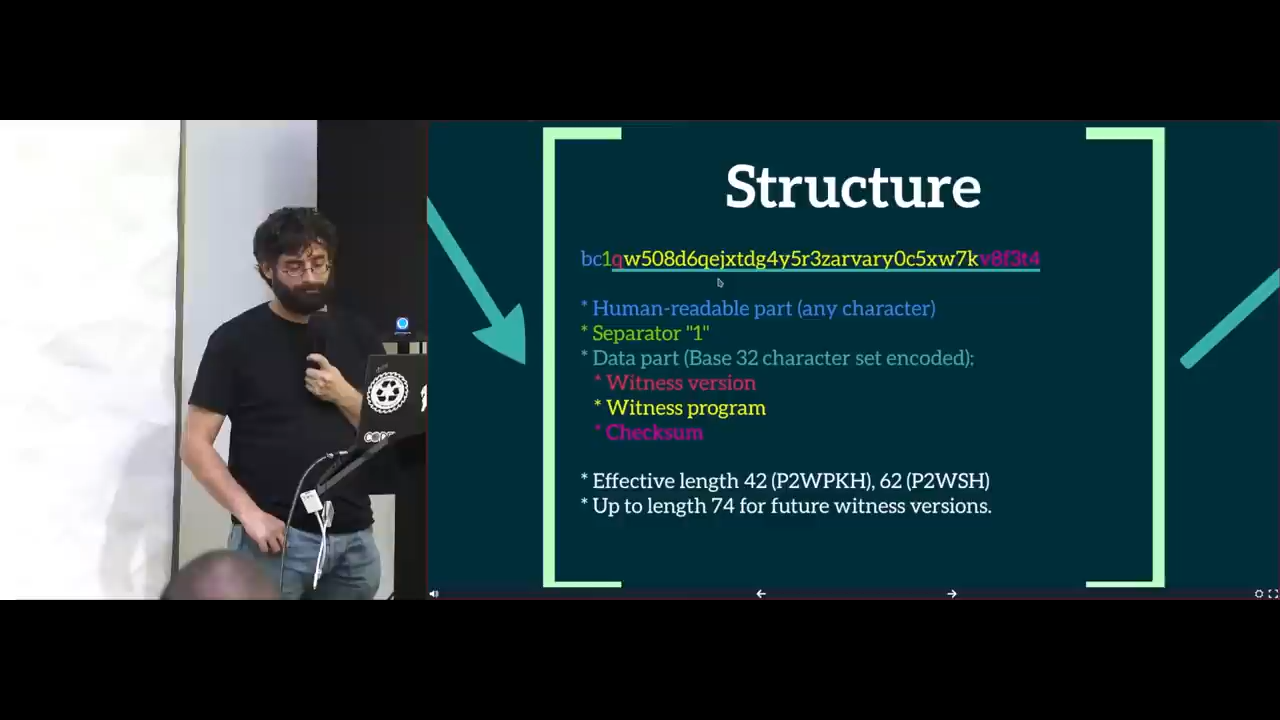 Structure
bc1qw508d6qejxtdg4y5r3zarvary0c5xw7kv8f3t4
* Human-readable part (any character)
* Separator "1"
* Data part (Base 32 character set encoded):
* Witness version
* Witness program
* Checksum
* Effective length 42 (P2WPKH), 62 (P2WSH)
* Up to length 74 for future witness versions.